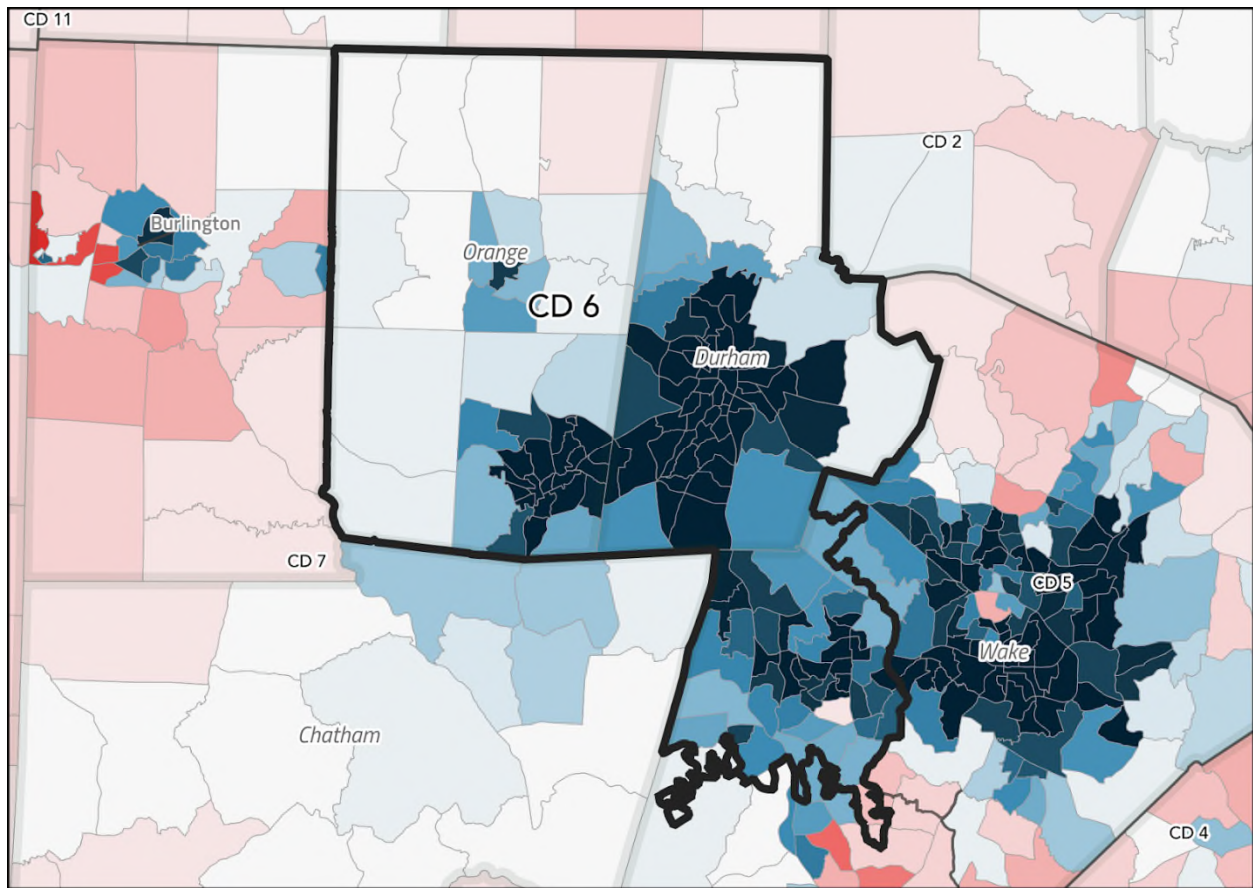 CD 11
CD 2
Burlington
Orange
CD 6
Durham
CD 7
CD 5
Wake
Chatham
CD 4